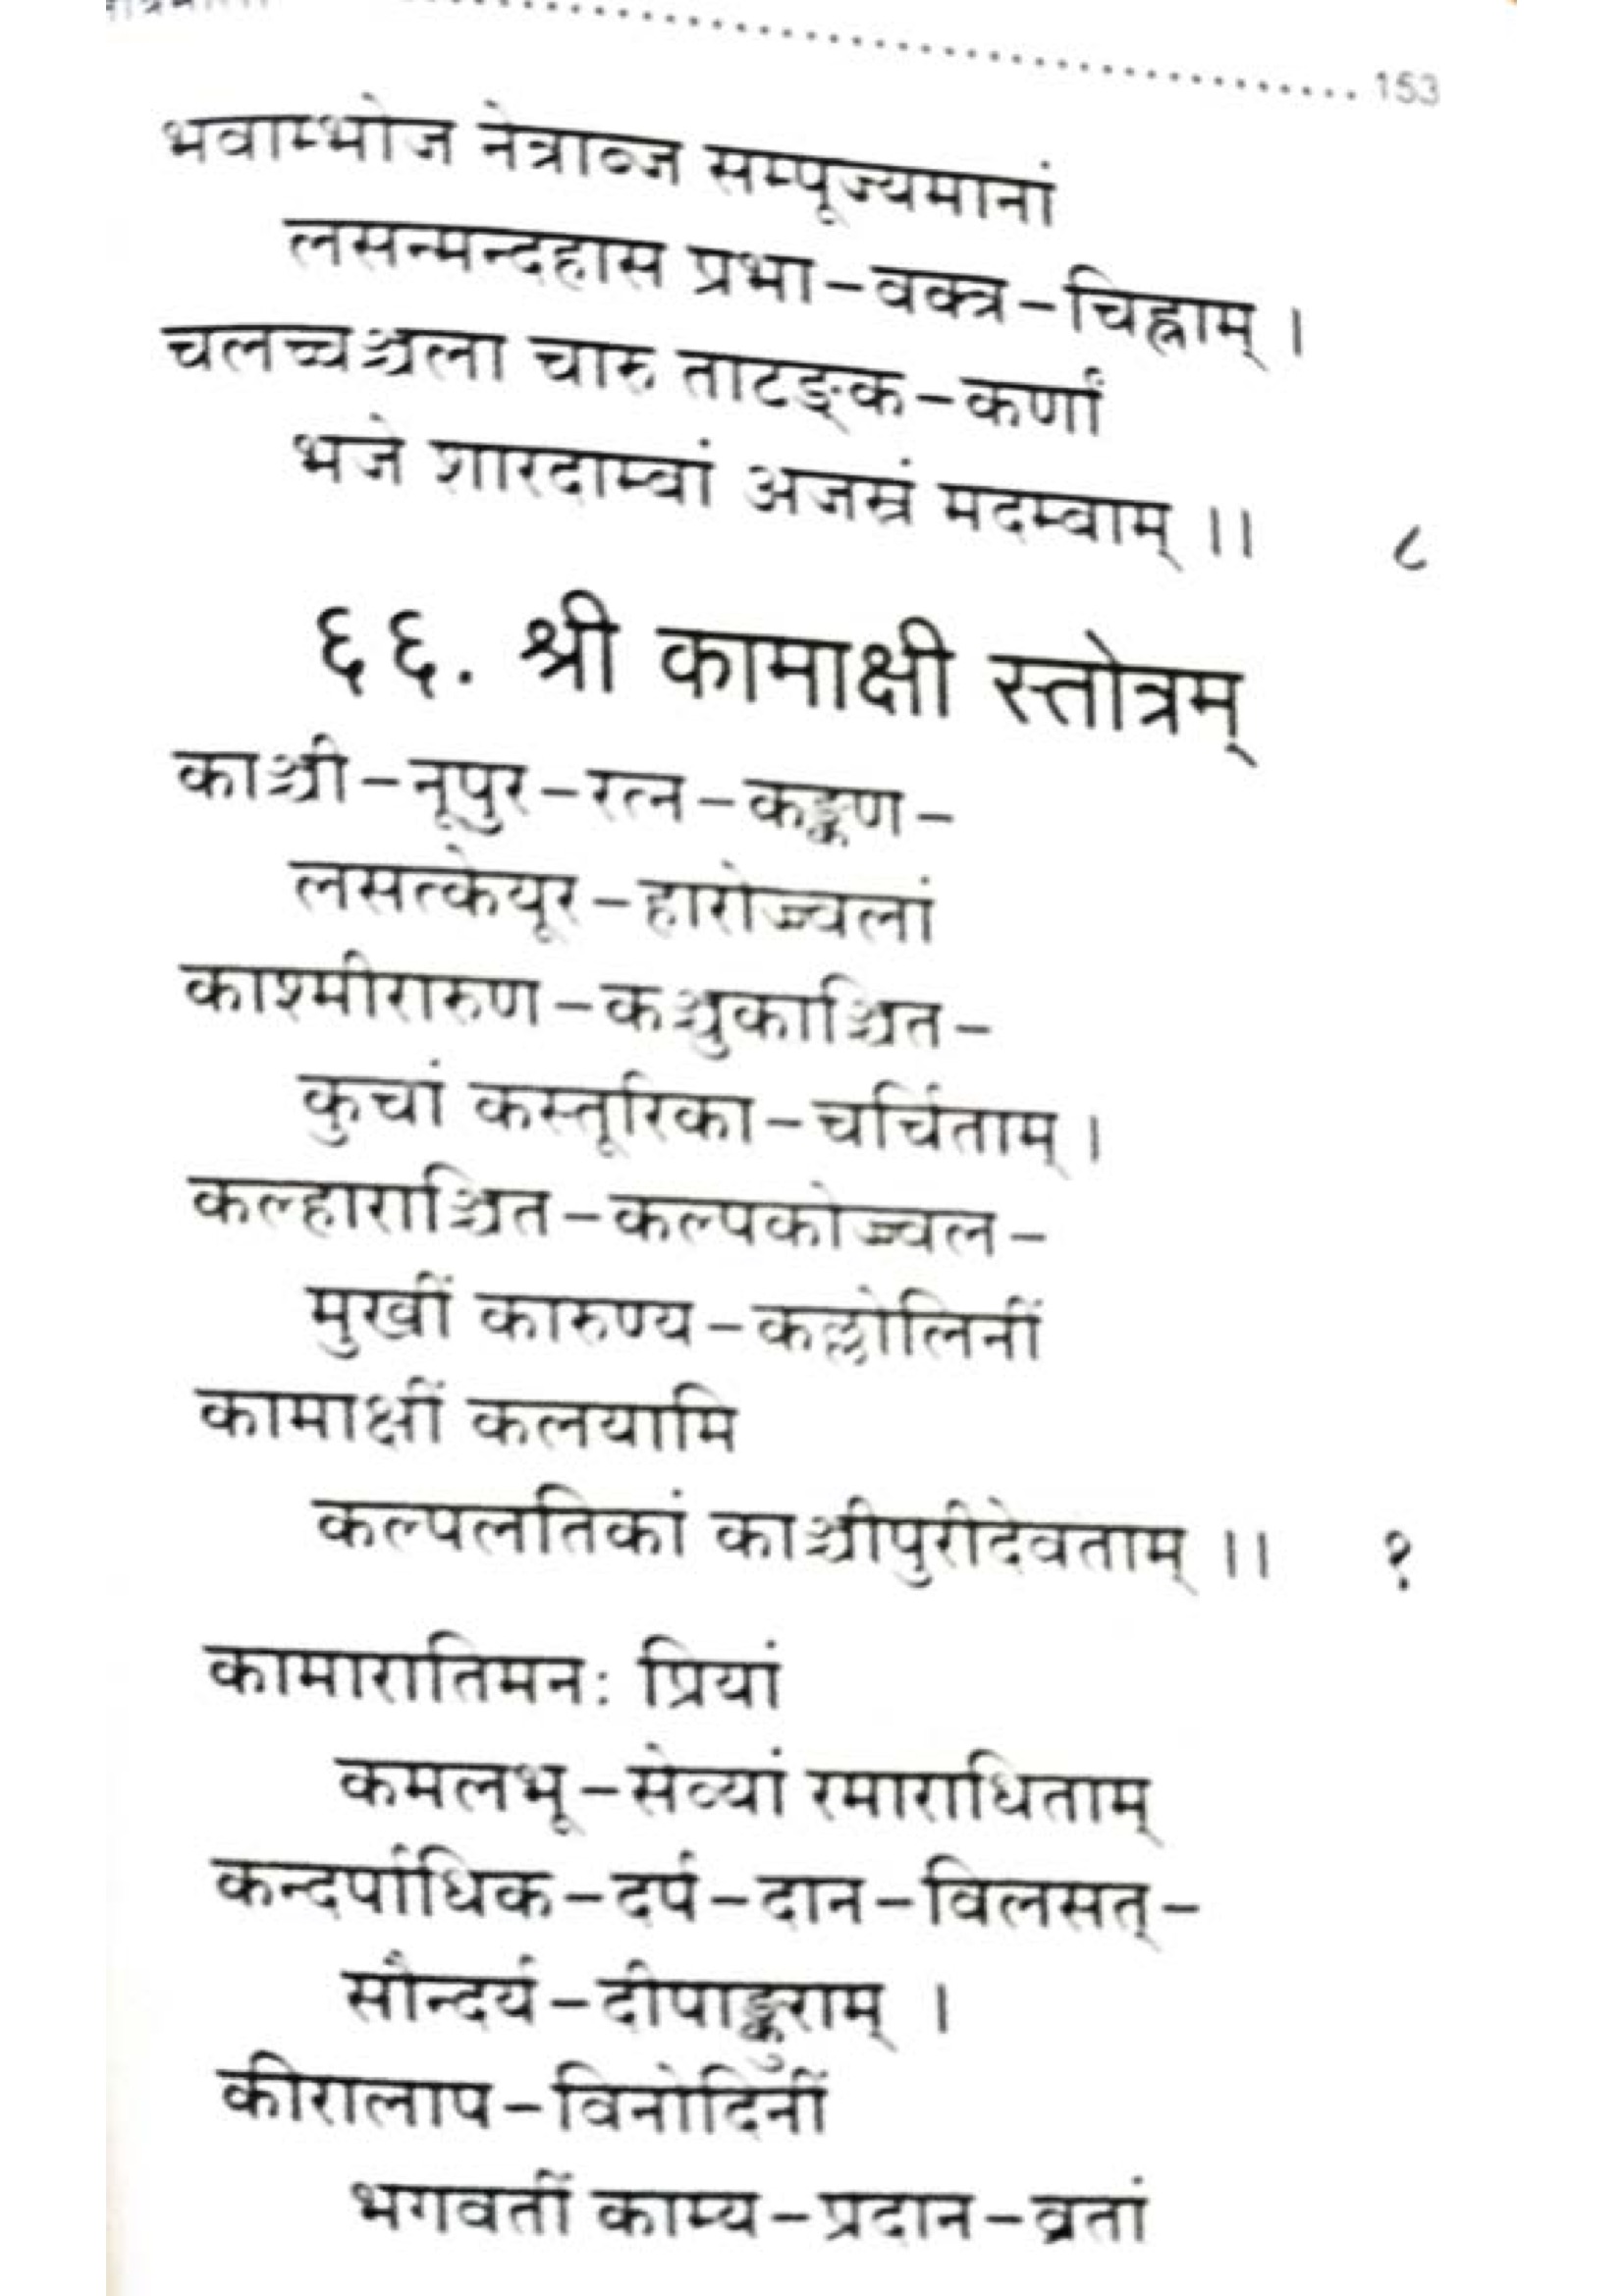 153
भवाम्भोज नेत्राब्ज सम्पूज्यमानां
लसन्मन्दहास प्रभा-वक्त्र-चिह्नाम् ।
चलच्चञ्चला चारु ताटङ्क-कर्णां
भजे शारदाम्बां अजस्रं मदम्बाम् ।। ८
६६. श्री कामाक्षी स्तोत्रम्
काञ्ची-नूपुर-रत्न-कङ्कण-
लसत्केयूर-हारोज्ज्वलां
काश्मीरारुण-कञ्चुकाञ्चित-
कुचां कस्तूरिका-चर्चिताम् ।
कल्हाराञ्चित-कल्पकोज्ज्वल-
मुखीं कारुण्य-कल्लोलिनीं
कामाक्षीं कलयामि
कल्पलतिकां काञ्चीपुरीदेवताम् ।। १
कामारातिमनः प्रियां
कमलभू-सेव्यां रमाराधिताम्
कन्दर्पाधिक-दर्प-दान-विलसत्-
सौन्दर्य-दीपाङ्कुराम् ।
कीरालाप-विनोदिनीं
भगवतीं काम्य-प्रदान-व्रतां